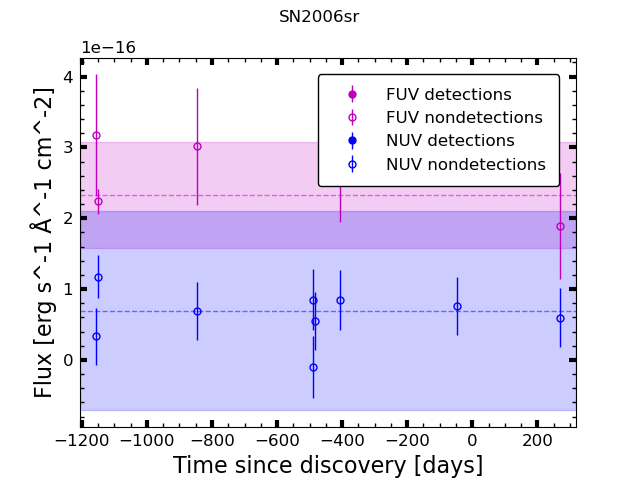 SN2006sr
1e−16
FUV detections
FUV nondetections
NUV detections
NUV nondetections
4
3
2
1
0
Flux [erg s^-1 Å^-1 cm^-2]
−1200 −1000 −800 −600 −400 −200 0 200
Time since discovery [days]